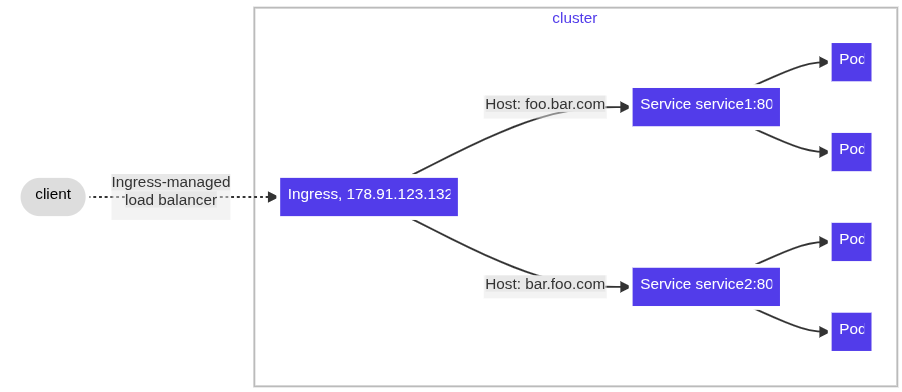 cluster
client
Ingress-managed
load balancer
Ingress, 178.91.123.132
Host: foo.bar.com
Service service1:80
Pod
Pod
Host: bar.foo.com
Service service2:80
Pod
Pod